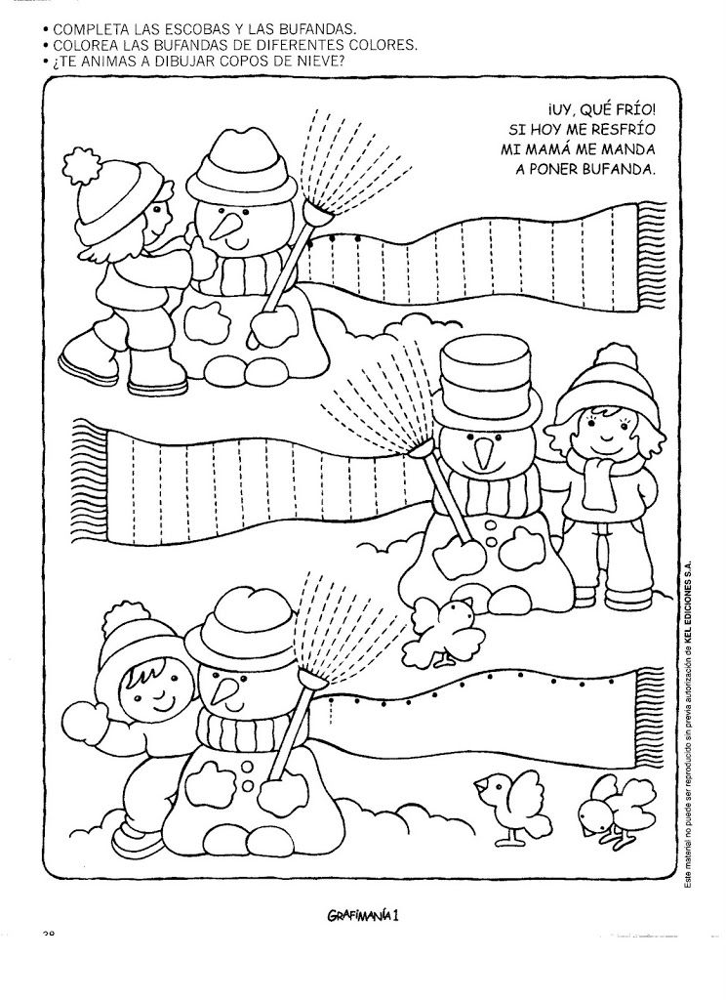 • COMPLETA LAS ESCOBAS Y LAS BUFANDAS.
• COLOREA LAS BUFANDAS DE DIFERENTES COLORES.
• ¿TE ANIMAS A DIBUJAR COPOS DE NIEVE?
¡UY, QUÉ FRÍO!
SI HOY ME RESFRÍO
MI MAMÁ ME MANDA
A PONER BUFANDA.
Este material no puede ser reproducido sin previa autorización de KEL EDICIONES S.A.
GRAFIMANÍA 1